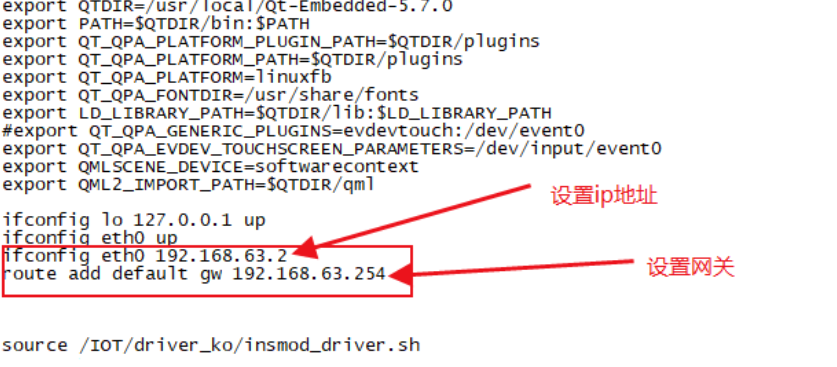 export QTDIR=/usr/local/Qt-Embedded-5.7.0
export PATH=$QTDIR/bin:$PATH
export QT_QPA_PLATFORM_PLUGIN_PATH=$QTDIR/plugins
export QT_QPA_PLATFORM_PATH=$QTDIR/plugins
export QT_QPA_PLATFORM=linuxfb
export QT_QPA_FONTDIR=/usr/share/fonts
export LD_LIBRARY_PATH=$QTDIR/lib:$LD_LIBRARY_PATH
#export QT_QPA_GENERIC_PLUGINS=evdevtouch:/dev/event0
export QT_QPA_EVDEV_TOUCHSCREEN_PARAMETERS=/dev/input/event0
export QMLSCENE_DEVICE=softwarecontext
export QML2_IMPORT_PATH=$QTDIR/qml
设置ip地址
ifconfig lo 127.0.0.1 up
ifconfig eth0 up
ifconfig eth0 192.168.63.2
route add default gw 192.168.63.254
设置网关
source /IOT/driver_ko/insmod_driver.sh